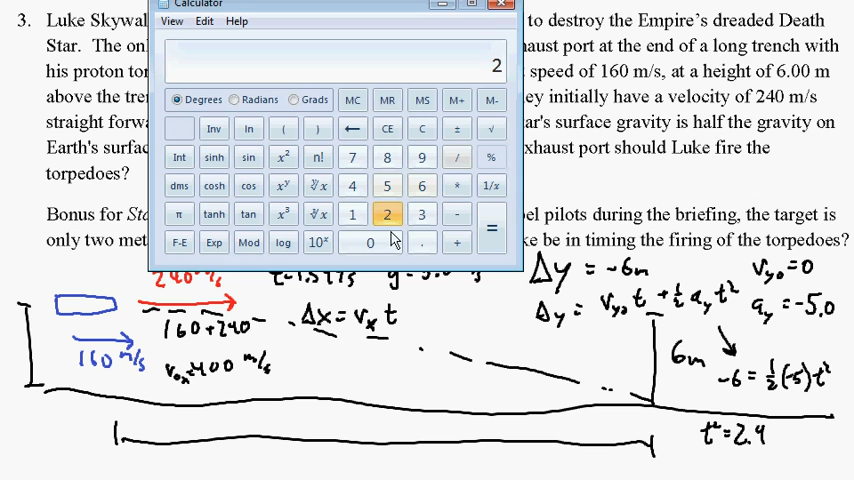 3. Luke Skywal
Calculator
to destroy the Empire's dreaded Death
View Edit Help
Star. The onl
haust port at the end of a long trench with
2
his proton tor
speed of 160 m/s, at a height of 6.00 m
Degrees Radians Grads MC MR MS M+ M-
above the tre
ey initially have a velocity of 240 m/s
Inv ln ( ) ← CE C ± √
straight forwa
ar's surface gravity is half the gravity on
Int sinh sin x² n! 7 8 9 / %
Earth's surfac
xhaust port should Luke fire the
torpedoes?
dms cosh cos xʸ ʸ√x 4 5 6 * 1/x
π tanh tan x³ ³√x 1 2 3 - =
Bonus for Sta
el pilots during the briefing, the target is
F-E Exp Mod log 10ˣ 0 . +
only two met
ke be in timing the firing of the torpedoes?
240 m/s
Δy = -6m
Vyo = 0
Δy = Vyo t + ½ ay t²
ay = -5.0
160+240
Δx = vx t
160 m/s
vox = 400 m/s
6m
-6 = ½(-5)t²
t² = 2.4